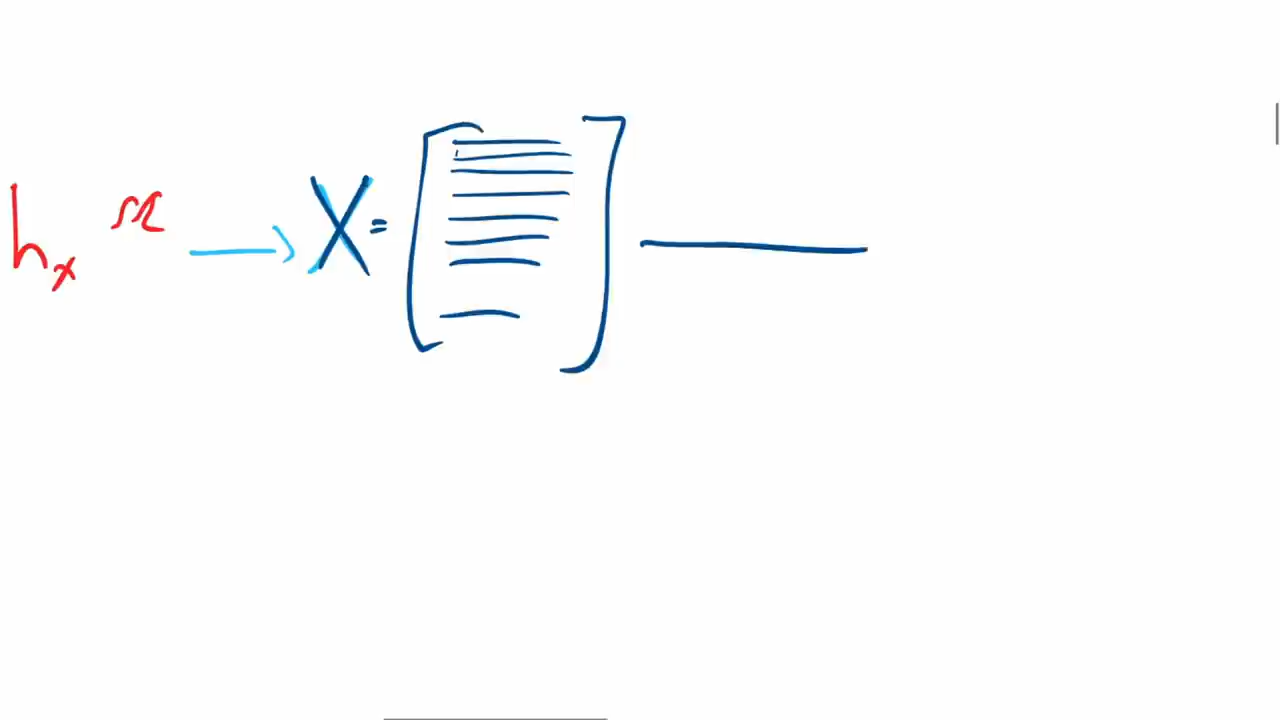 hₓ x → X = [ ]